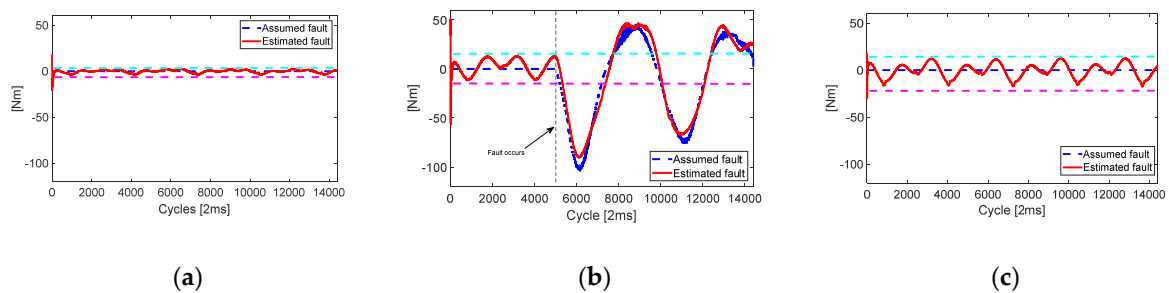 50
0
-50
-100
[Nm]
Assumed fault
Estimated fault
0 2000 4000 6000 8000 10000 12000 14000
Cycles [2ms]
(a)
50
0
-50
-100
[Nm]
Fault occurs
Assumed fault
Estimated fault
0 2000 4000 6000 8000 10000 12000 14000
Cycle [2ms]
(b)
50
0
-50
-100
[Nm]
Assumed fault
Estimated fault
0 2000 4000 6000 8000 10000 12000 14000
Cycle [2ms]
(c)